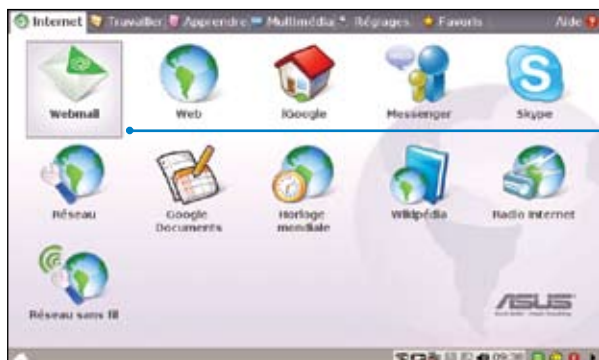 Internet Travailler Apprendre Multimédia Réglages Favoris Aide
Webmail Web iGoogle Messenger Skype
Réseau Google Documents Horloge mondiale Wikipédia Radio Internet
Réseau sans fil
ASUS